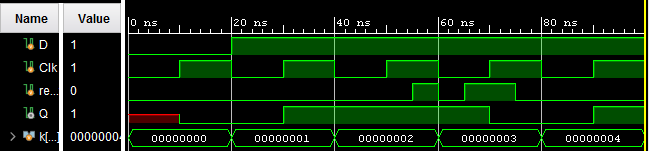 Name Value 0 ns 20 ns 40 ns 60 ns 80 ns
D 1
Clk 1
re... 0
Q 1
k[...] 00000004 00000000 00000001 00000002 00000003 00000004